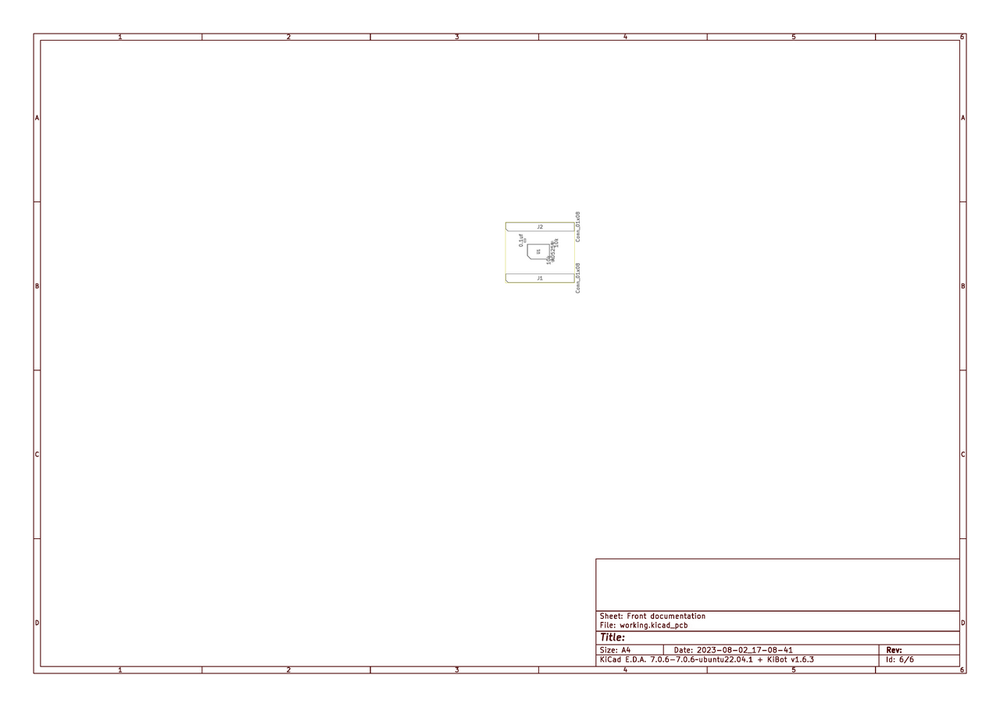 1 2 3 4 5 6
A A
Conn_01x08
J2
0.1uF
10k
U1
10k
B B
Conn_01x08
J1
C C
Sheet: Front documentation
File: working.kicad_pcb
D D
Title:
Size: A4 Date: 2023-08-02_17-08-41 Rev:
KiCad E.D.A. 7.0.6-7.0.6~ubuntu22.04.1 + KiBot v1.6.3 Id: 6/6
1 2 3 4 5 6